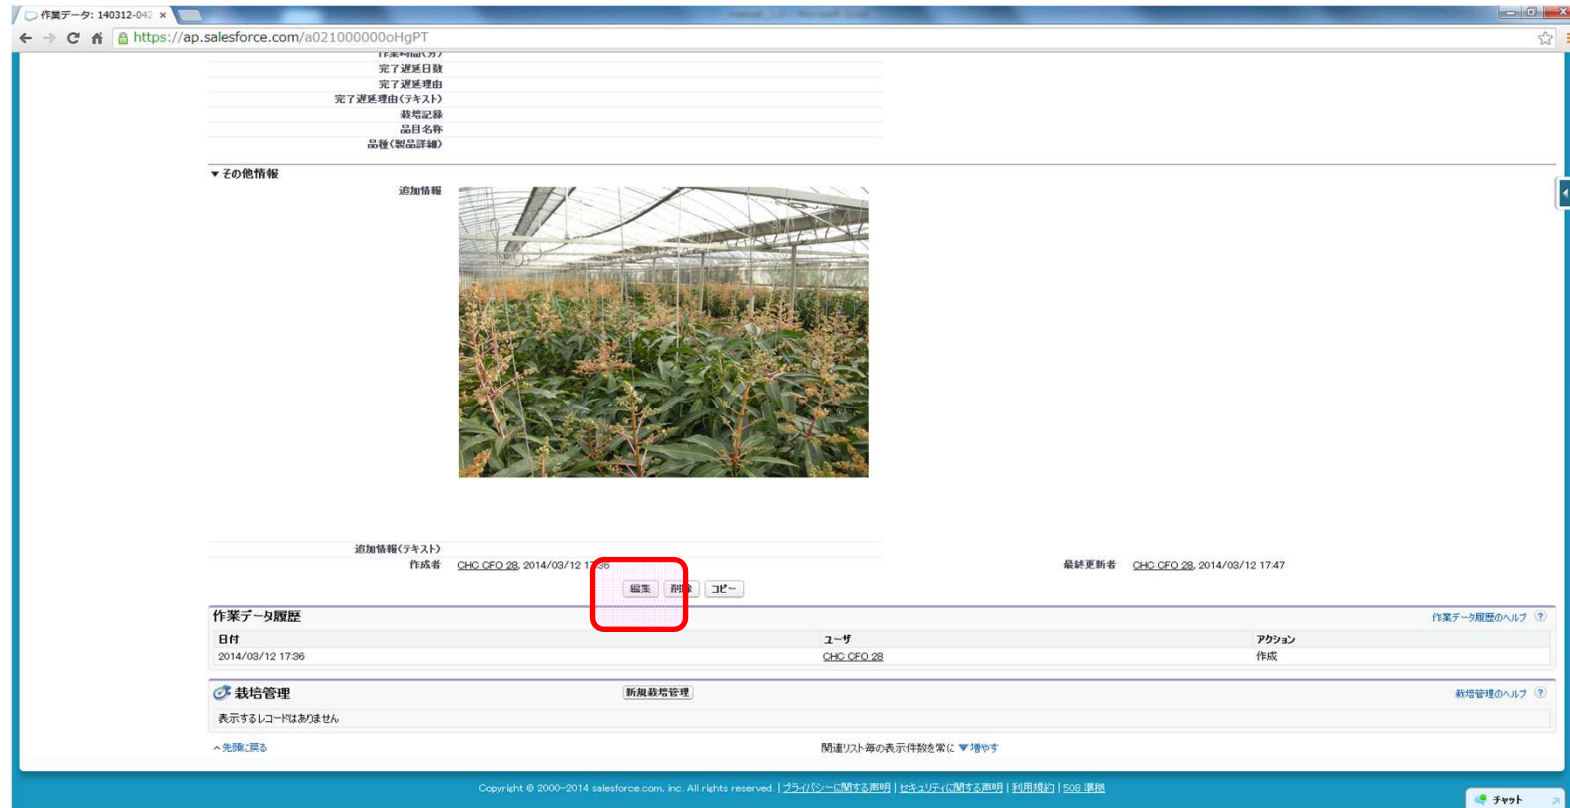 作業データ: 140312-042
https://ap.salesforce.com/a021000000oHgPT
作業時間(分)
完了遅延日数
完了遅延理由
完了遅延理由(テキスト)
栽培記録
品目名称
品種(製品詳細)
▼その他情報
追加情報
追加情報(テキスト)
作成者 CHC CFO 28, 2014/03/12 17:36
最終更新者 CHC CFO 28, 2014/03/12 17:47
編集 削除 コピー
作業データ履歴
作業データ履歴のヘルプ ?
日付 ユーザ アクション
2014/03/12 17:36 CHC CFO 28 作成
栽培管理 新規栽培管理 栽培管理のヘルプ ?
表示するレコードはありません
先頭に戻る
関連リスト毎の表示件数を常に ▼増やす
Copyright © 2000-2014 salesforce.com, inc. All rights reserved. | プライバシーに関する声明 | セキュリティに関する声明 | 利用規約 | 508 準拠
チャット